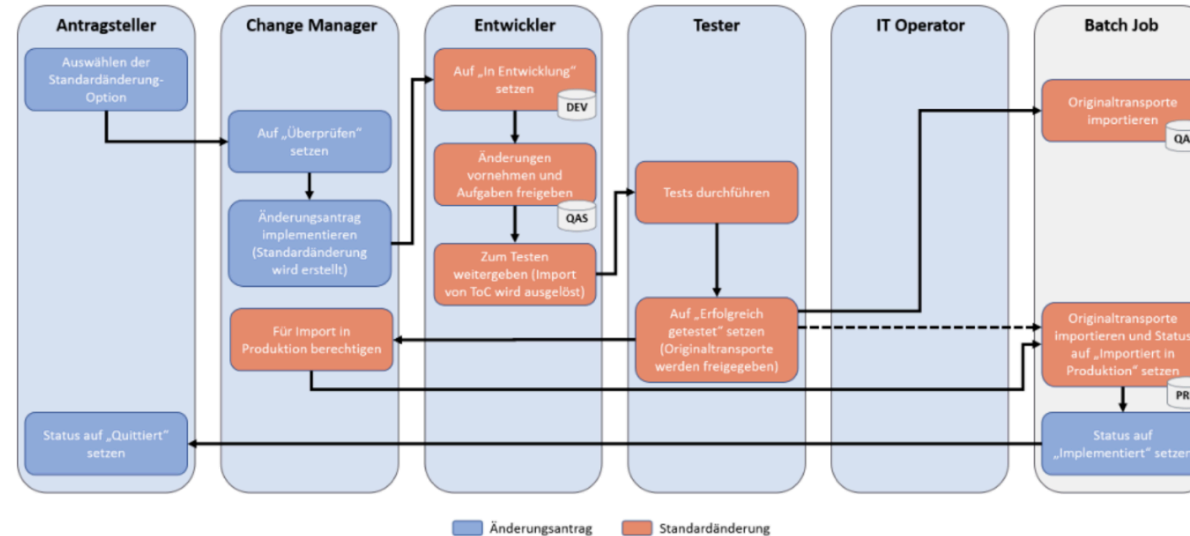 Antragsteller
Auswählen der
Standardänderung-
Option
Status auf „Quittiert“
setzen
Change Manager
Auf „Überprüfen“
setzen
Änderungsantrag
implementieren
(Standardänderung
wird erstellt)
Für Import in
Produktion berechtigen
Entwickler
Auf „In Entwicklung“
setzen
DEV
Änderungen
vornehmen und
Aufgaben freigeben
QAS
Zum Testen
weitergeben (Import
von ToC wird ausgelöst)
Tester
Tests durchführen
Auf „Erfolgreich
getestet“ setzen
(Originaltransporte
werden freigegeben)
IT Operator
Batch Job
Originaltransporte
importieren
QA
Originaltransporte
Importieren und Status
auf „Importiert in
Produktion“ setzen
PR
Status auf
„Implementiert“ setzen
Änderungsantrag
Standardänderung